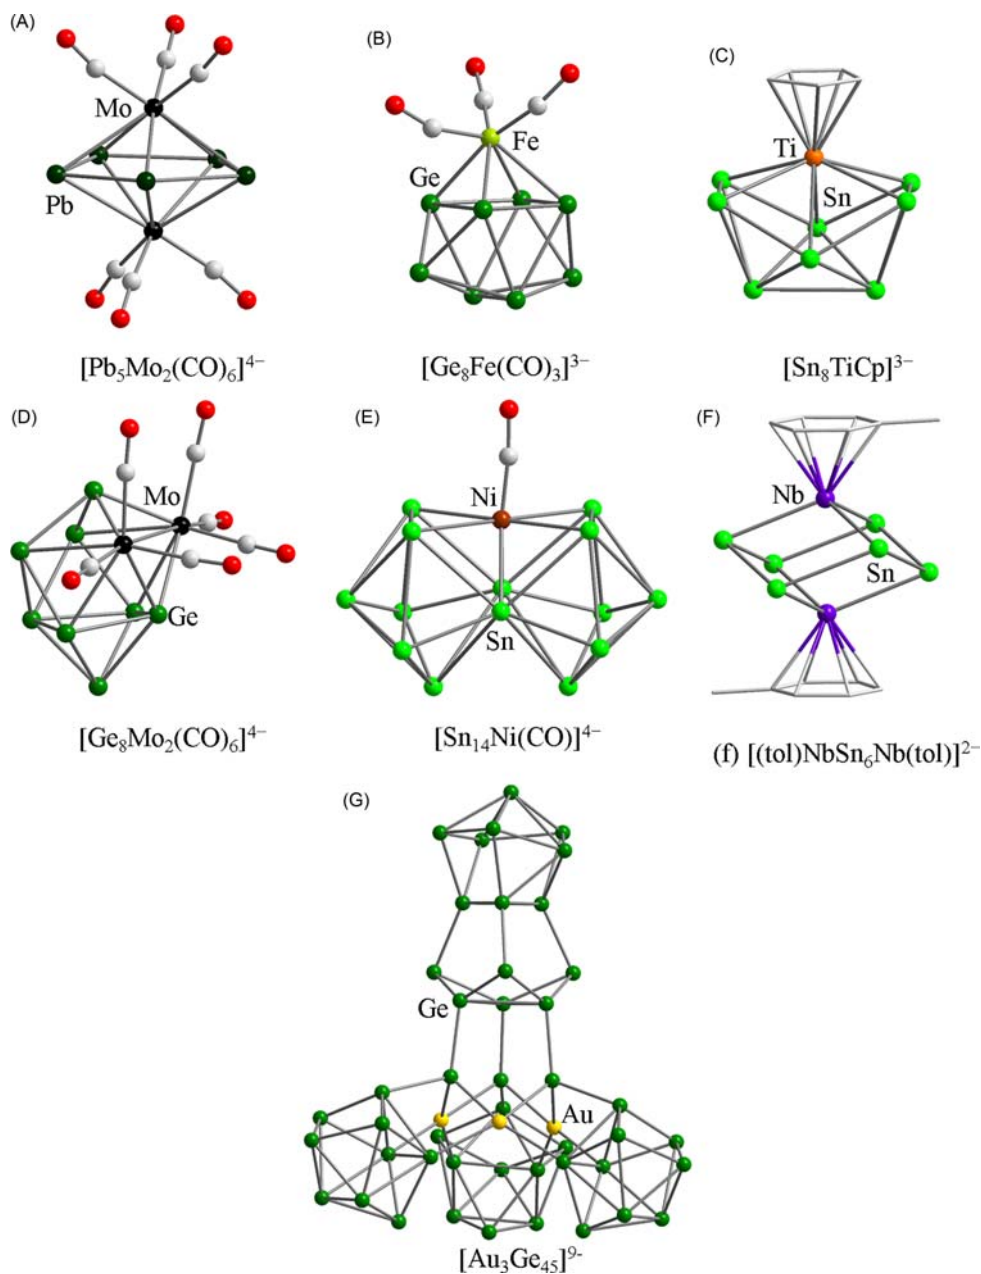 (A)
(B)
(C)
Mo
Fe
Ge
Ti
Sn
Pb
[Pb₅Mo₂(CO)₆]⁴⁻
[Ge₈Fe(CO)₃]³⁻
[Sn₈TiCp]³⁻
(D)
(E)
(F)
Mo
Ni
Nb
Sn
Ge
Sn
[Ge₈Mo₂(CO)₆]⁴⁻
[Sn₁₄Ni(CO)]⁴⁻
(f) [(tol)NbSn₆Nb(tol)]²⁻
(G)
Ge
Au
[Au₃Ge₄₅]⁹⁻